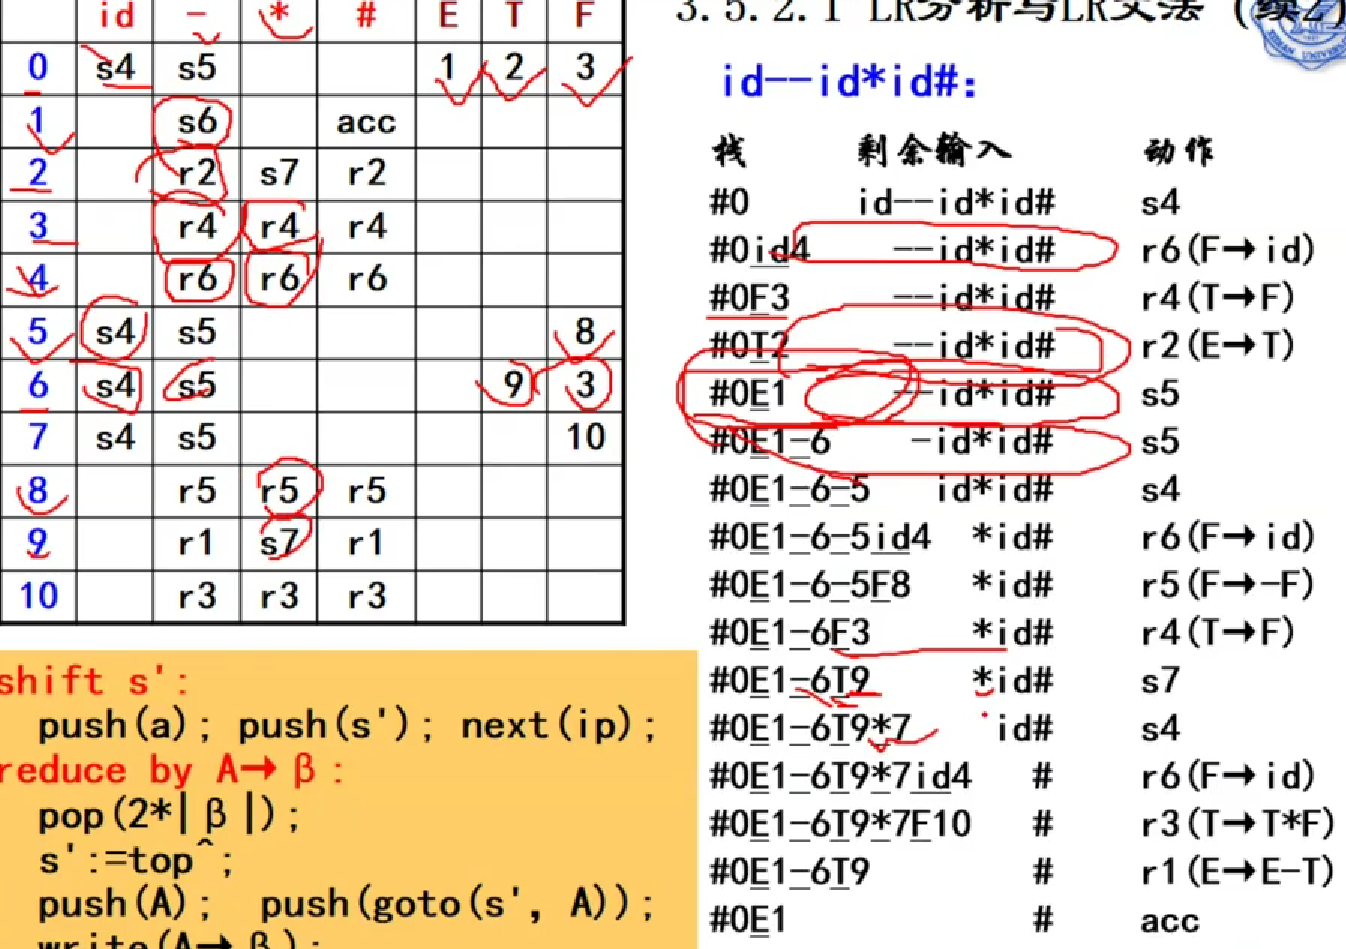 id - * # E T F
0 s4 s5 1 2 3
1 s6 acc
2 r2 s7 r2
3 r4 r4 r4
4 r6 r6 r6
5 s4 s5 8
6 s4 s5 9 3
7 s4 s5 10
8 r5 r5 r5
9 r1 s7 r1
10 r3 r3 r3
shift s':
push(a); push(s'); next(ip);
reduce by A→β:
pop(2*|β|);
s':=top^;
push(A); push(goto(s', A));
write(A→β);
3.5.2.1 LR分析与LR文法 (续2)
id--id*id#:
栈 剩余输入 动作
#0 id--id*id# s4
#0id4 --id*id# r6(F→id)
#0F3 --id*id# r4(T→F)
#0T2 --id*id# r2(E→T)
#0E1 --id*id# s5
#0E1-6 -id*id# s5
#0E1-6-5 id*id# s4
#0E1-6-5id4 *id# r6(F→id)
#0E1-6-5F8 *id# r5(F→-F)
#0E1-6F3 *id# r4(T→F)
#0E1-6T9 *id# s7
#0E1-6T9*7 id# s4
#0E1-6T9*7id4 # r6(F→id)
#0E1-6T9*7F10 # r3(T→T*F)
#0E1-6T9 # r1(E→E-T)
#0E1 # acc